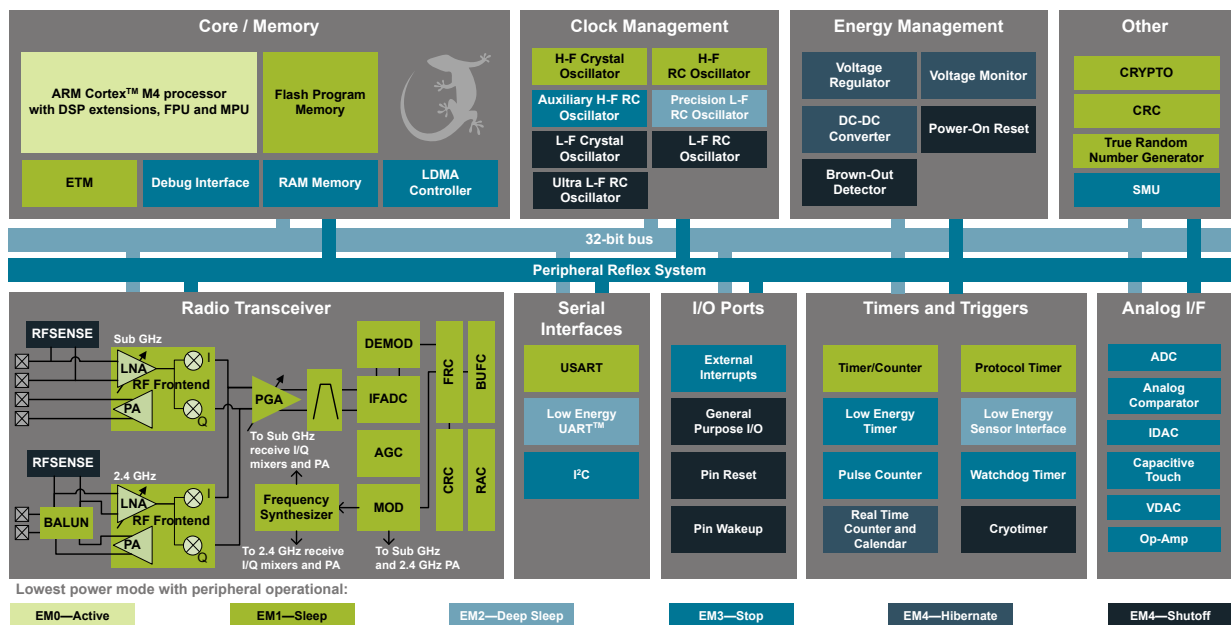 Core / Memory
ARM Cortex™ M4 processor
with DSP extensions, FPU and MPU
Flash Program
Memory
ETM
Debug Interface
RAM Memory
LDMA
Controller
Clock Management
H-F Crystal
Oscillator
H-F
RC Oscillator
Auxiliary H-F RC
Oscillator
Precision L-F
RC Oscillator
L-F Crystal
Oscillator
L-F RC
Oscillator
Ultra L-F RC
Oscillator
Energy Management
Voltage
Regulator
Voltage Monitor
DC-DC
Converter
Power-On Reset
Brown-Out
Detector
Other
CRYPTO
CRC
True Random
Number Generator
SMU
32-bit bus
Peripheral Reflex System
Radio Transceiver
RFSENSE
Sub GHz
LNA
RF Frontend
PA
I
Q
RFSENSE
2.4 GHz
LNA
BALUN
RF Frontend
PA
I
Q
PGA
To Sub GHz
receive I/Q
mixers and PA
Frequency
Synthesizer
To 2.4 GHz receive
I/Q mixers and PA
DEMOD
IFADC
AGC
MOD
To Sub GHz
and 2.4 GHz PA
FRC
BUFC
CRC
RAC
Serial
Interfaces
USART
Low Energy
UART™
I²C
I/O Ports
External
Interrupts
General
Purpose I/O
Pin Reset
Pin Wakeup
Timers and Triggers
Timer/Counter
Protocol Timer
Low Energy
Timer
Low Energy
Sensor Interface
Pulse Counter
Watchdog Timer
Real Time
Counter and
Calendar
Cryotimer
Analog I/F
ADC
Analog
Comparator
IDAC
Capacitive
Touch
VDAC
Op-Amp
Lowest power mode with peripheral operational:
EM0—Active
EM1—Sleep
EM2—Deep Sleep
EM3—Stop
EM4—Hibernate
EM4—Shutoff